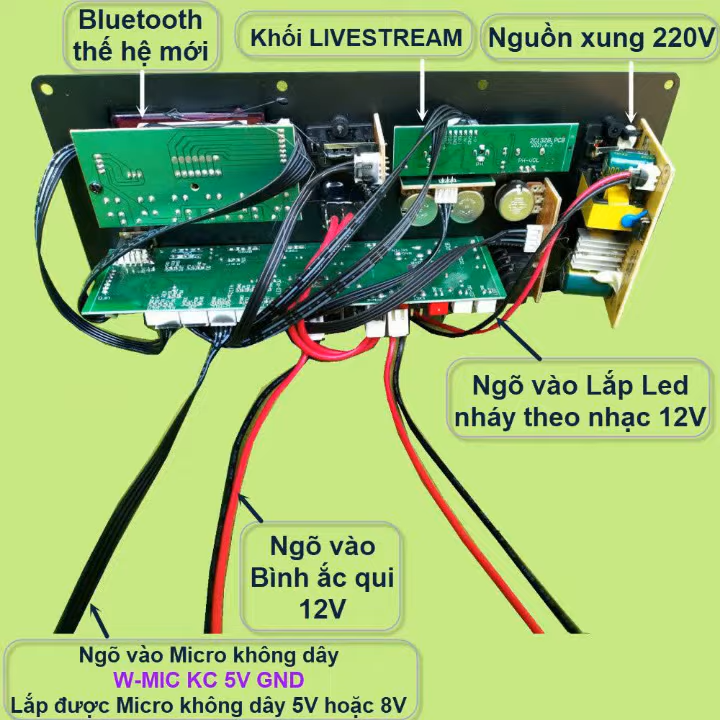 Bluetooth
thế hệ mới
Khối LIVESTREAM
Nguồn xung 220V
Ngõ vào Lắp Led
nháy theo nhạc 12V
Ngõ vào
Bình ắc qui
12V
Ngõ vào Micro không dây
W-MIC KC 5V GND
Lắp được Micro không dây 5V hoặc 8V